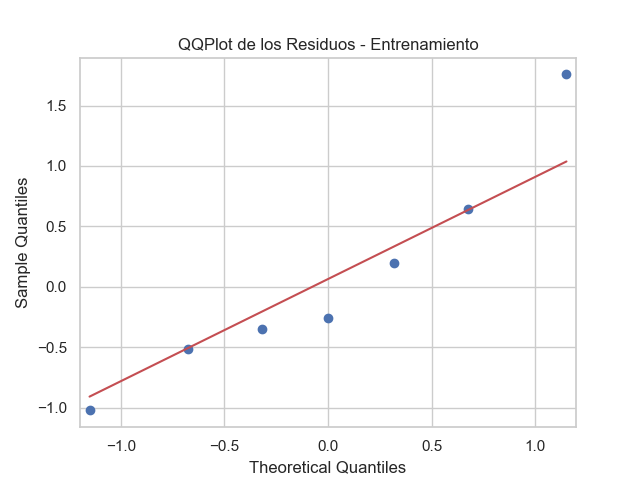 QQPlot de los Residuos - Entrenamiento
1.5
1.0
0.5
0.0
−0.5
−1.0
Sample Quantiles
−1.0 −0.5 0.0 0.5 1.0
Theoretical Quantiles